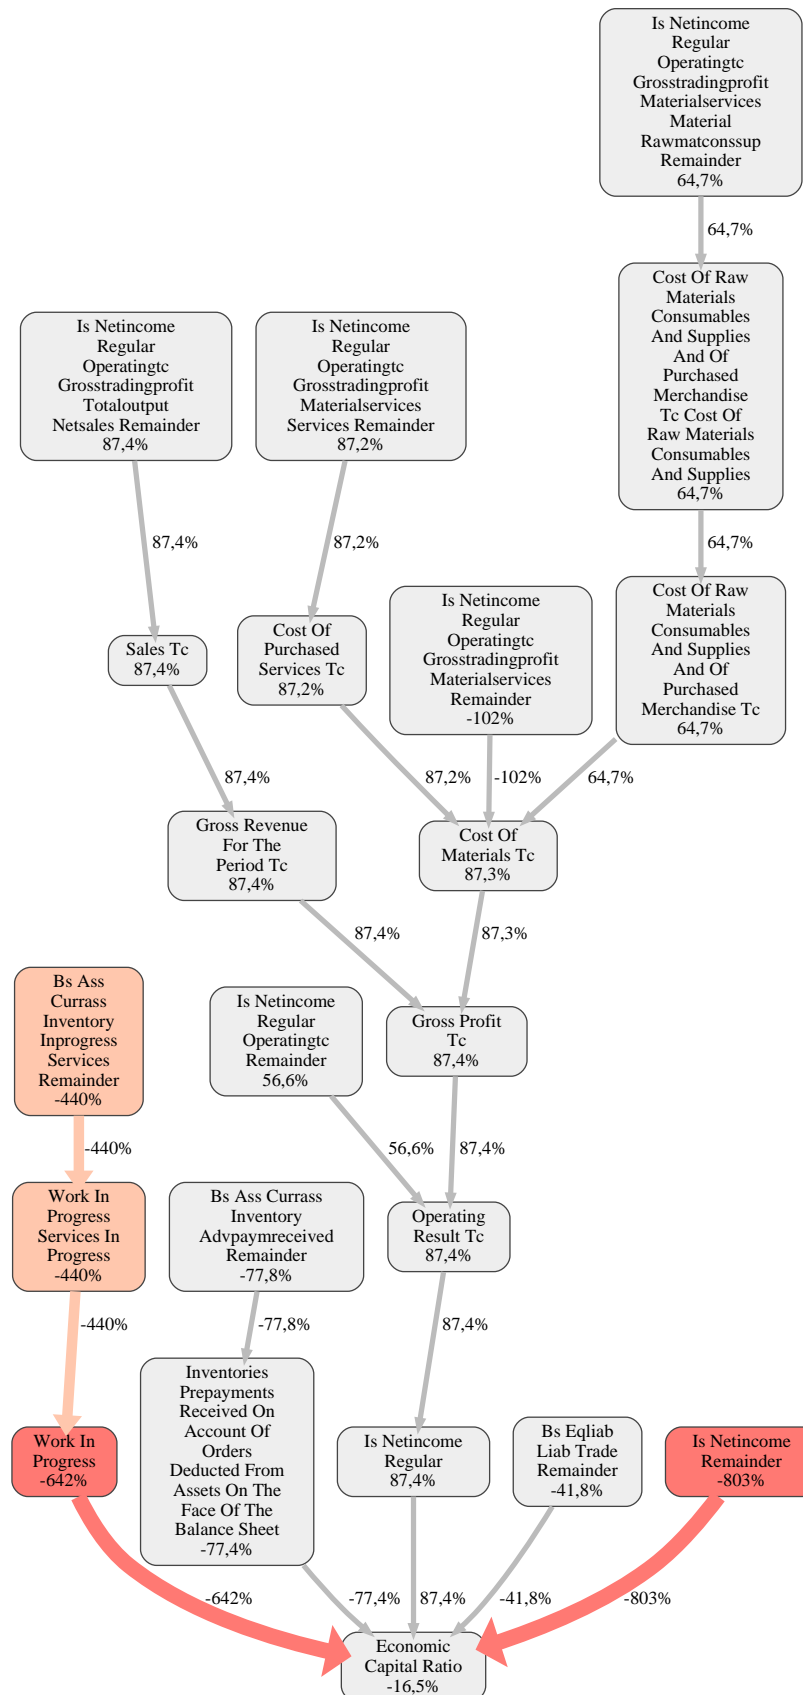 Is Netincome
Regular
Operatingtc
Grosstradingprofit
Materialservices
Material
Rawmatconssup
Remainder
64,7%
64,7%
Cost Of Raw
Materials
Consumables
And Supplies
And Of
Purchased
Merchandise
Tc Cost Of
Raw Materials
Consumables
And Supplies
64,7%
Is Netincome
Regular
Operatingtc
Grosstradingprofit
Totaloutput
Netsales Remainder
87,4%
Is Netincome
Regular
Operatingtc
Grosstradingprofit
Materialservices
Services Remainder
87,2%
87,4%
87,2%
64,7%
Sales Tc
87,4%
Cost Of
Purchased
Services Tc
87,2%
Is Netincome
Regular
Operatingtc
Grosstradingprofit
Materialservices
Remainder
-102%
Cost Of Raw
Materials
Consumables
And Supplies
And Of
Purchased
Merchandise Tc
64,7%
87,4%
87,2%
-102%
64,7%
Gross Revenue
For The
Period Tc
87,4%
Cost Of
Materials Tc
87,3%
87,4%
87,3%
Bs Ass
Currass
Inventory
Inprogress
Services
Remainder
-440%
Is Netincome
Regular
Operatingtc
Remainder
56,6%
Gross Profit
Tc
87,4%
-440%
56,6%
87,4%
Work In
Progress
Services In
Progress
-440%
Bs Ass Currass
Inventory
Advpaymreceived
Remainder
-77,8%
Operating
Result Tc
87,4%
-440%
-77,8%
87,4%
Work In
Progress
-642%
Inventories
Prepayments
Received On
Account Of
Orders
Deducted From
Assets On The
Face Of The
Balance Sheet
-77,4%
Is Netincome
Regular
87,4%
Bs Eqliab
Liab Trade
Remainder
-41,8%
Is Netincome
Remainder
-803%
-642%
-77,4%
87,4%
-41,8%
-803%
Economic
Capital Ratio
-16,5%